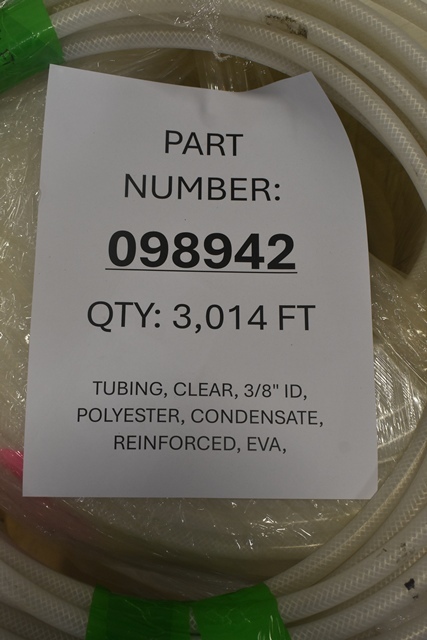 PART
NUMBER:
098942
QTY: 3,014 FT
TUBING, CLEAR, 3/8" ID,
POLYESTER, CONDENSATE,
REINFORCED, EVA,